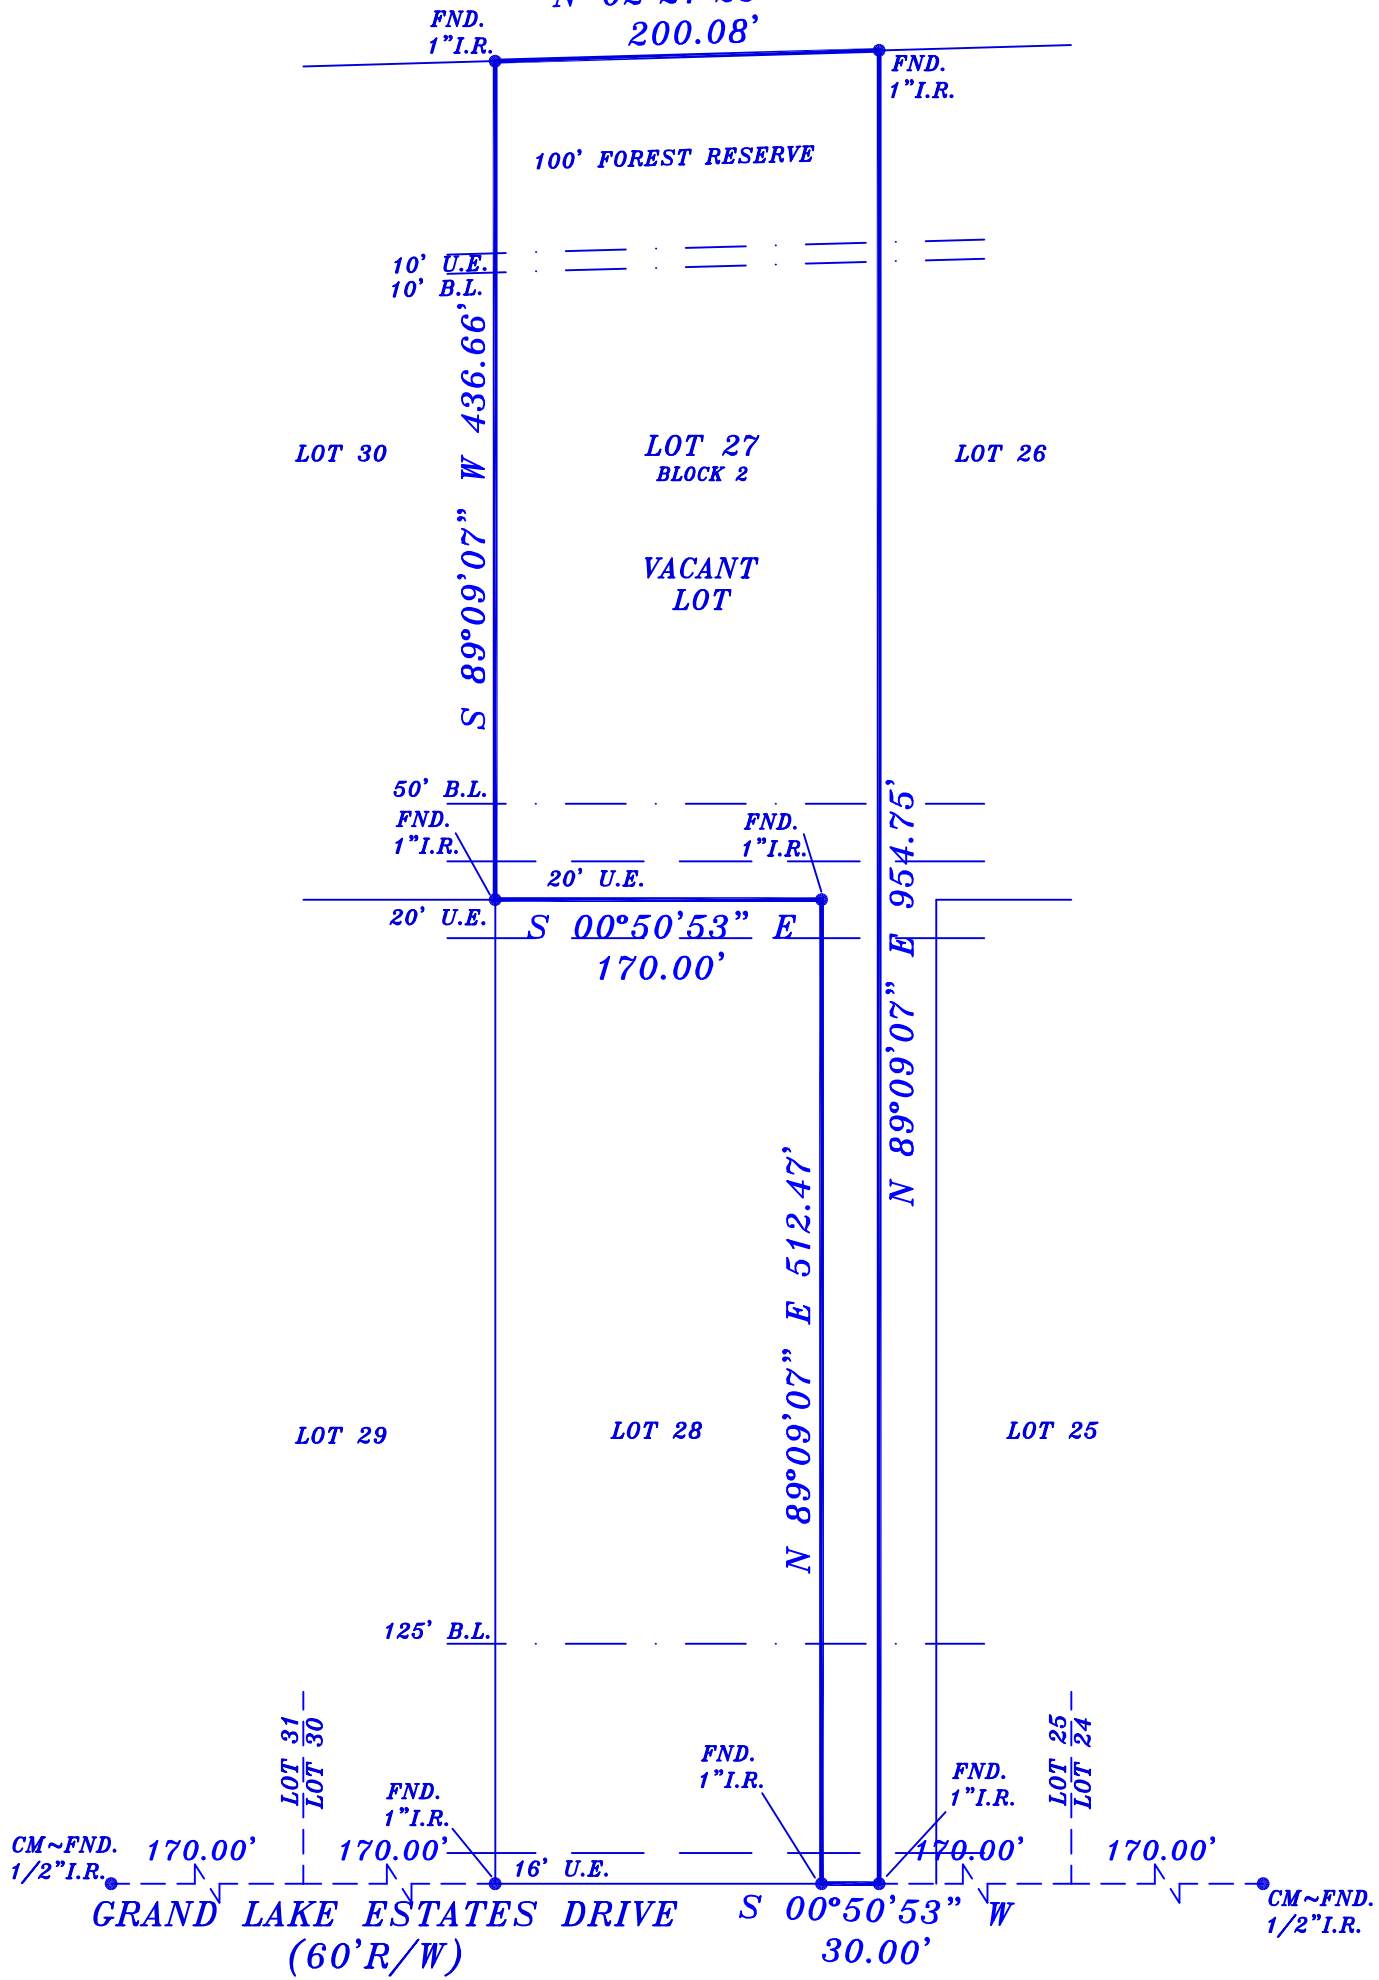 200.08'
FND.
1"I.R.
FND.
1"I.R.
100' FOREST RESERVE
10' U.E.
10' B.L.
S 89°09'07" W 436.66'
LOT 30
LOT 27
BLOCK 2
LOT 26
VACANT
LOT
50' B.L.
FND.
1"I.R.
FND.
1"I.R.
20' U.E.
20' U.E.
S 00°50'53" E
170.00'
N 89°09'07" E 954.75'
N 89°09'07" E 512.47'
LOT 29
LOT 28
LOT 25
125' B.L.
LOT 31
LOT 30
LOT 25
LOT 24
FND.
1"I.R.
FND.
1"I.R.
FND.
1"I.R.
CM~FND.
1/2"I.R.
170.00'
170.00'
170.00'
170.00'
16' U.E.
GRAND LAKE ESTATES DRIVE
(60'R/W)
S 00°50'53" W
30.00'
CM~FND.
1/2"I.R.